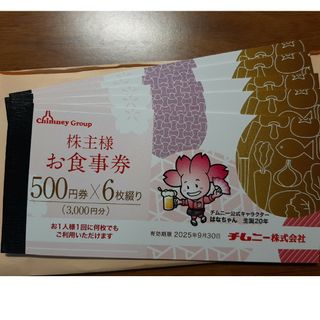 Chimney Group
株主様
お食事券
500円券×6枚綴り
(3,000円分)
お1人様1回に何枚でも
ご利用いただけます
チムニー公式キャラクター
はなちゃん 生誕20年
有効期限 2025年9月30日
チムニー株式会社